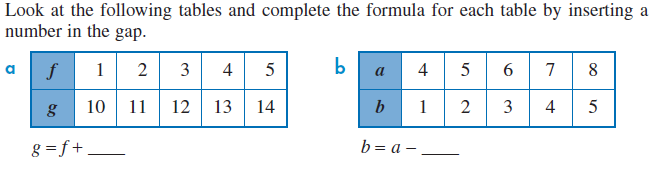 Look at the following tables and complete the formula for each table by inserting a
number in the gap.
a
f 1 2 3 4 5
g 10 11 12 13 14
g = f + ____
b
a 4 5 6 7 8
b 1 2 3 4 5
b = a – ____